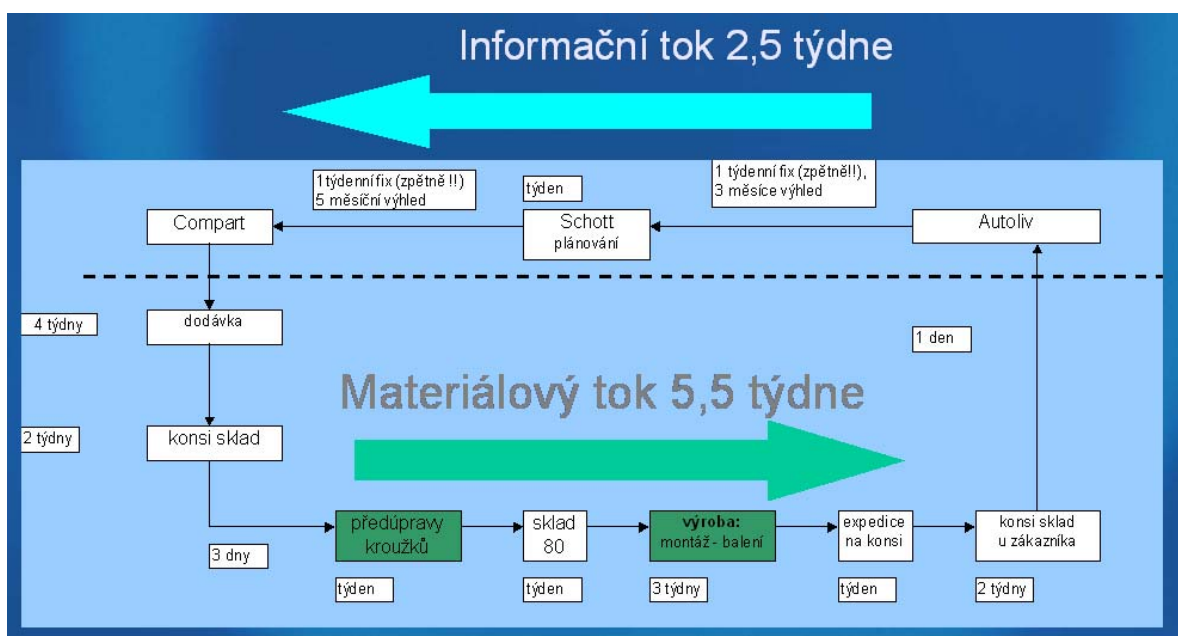 Informační tok 2,5 týdne
1týdenní fix (zpětně !!)
5 měsíční výhled
týden
1 týdenní fix (zpětně!!),
3 měsíce výhled
Compart
Schott
plánování
Autoliv
4 týdny
dodávka
1 den
Materiálový tok 5,5 týdne
2 týdny
konsi sklad
předúpravy
kroužků
sklad
80
výroba:
montáž - balení
expedice
na konsi
konsi sklad
u zákazníka
3 dny
týden
týden
3 týdny
týden
2 týdny